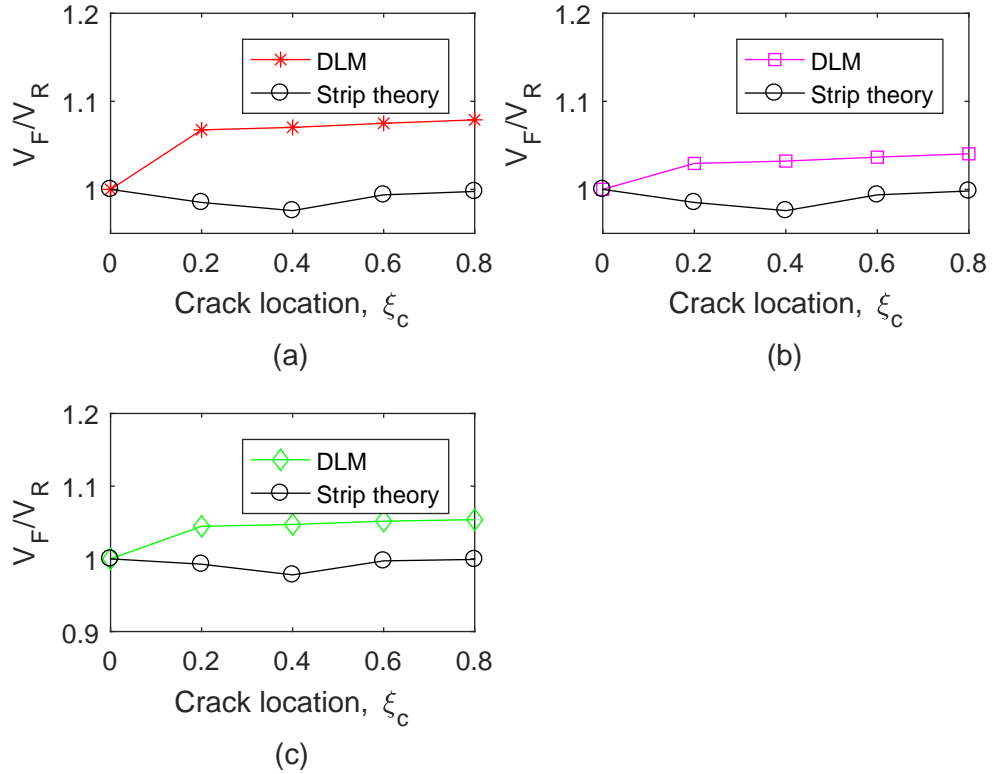 1.2
1.1
1
V_F/V_R
DLM
Strip theory
0 0.2 0.4 0.6 0.8
Crack location, ξ_c
(a)
1.2
1.1
1
V_F/V_R
DLM
Strip theory
0 0.2 0.4 0.6 0.8
Crack location, ξ_c
(b)
1.2
1.1
1
0.9
V_F/V_R
DLM
Strip theory
0 0.2 0.4 0.6 0.8
Crack location, ξ_c
(c)